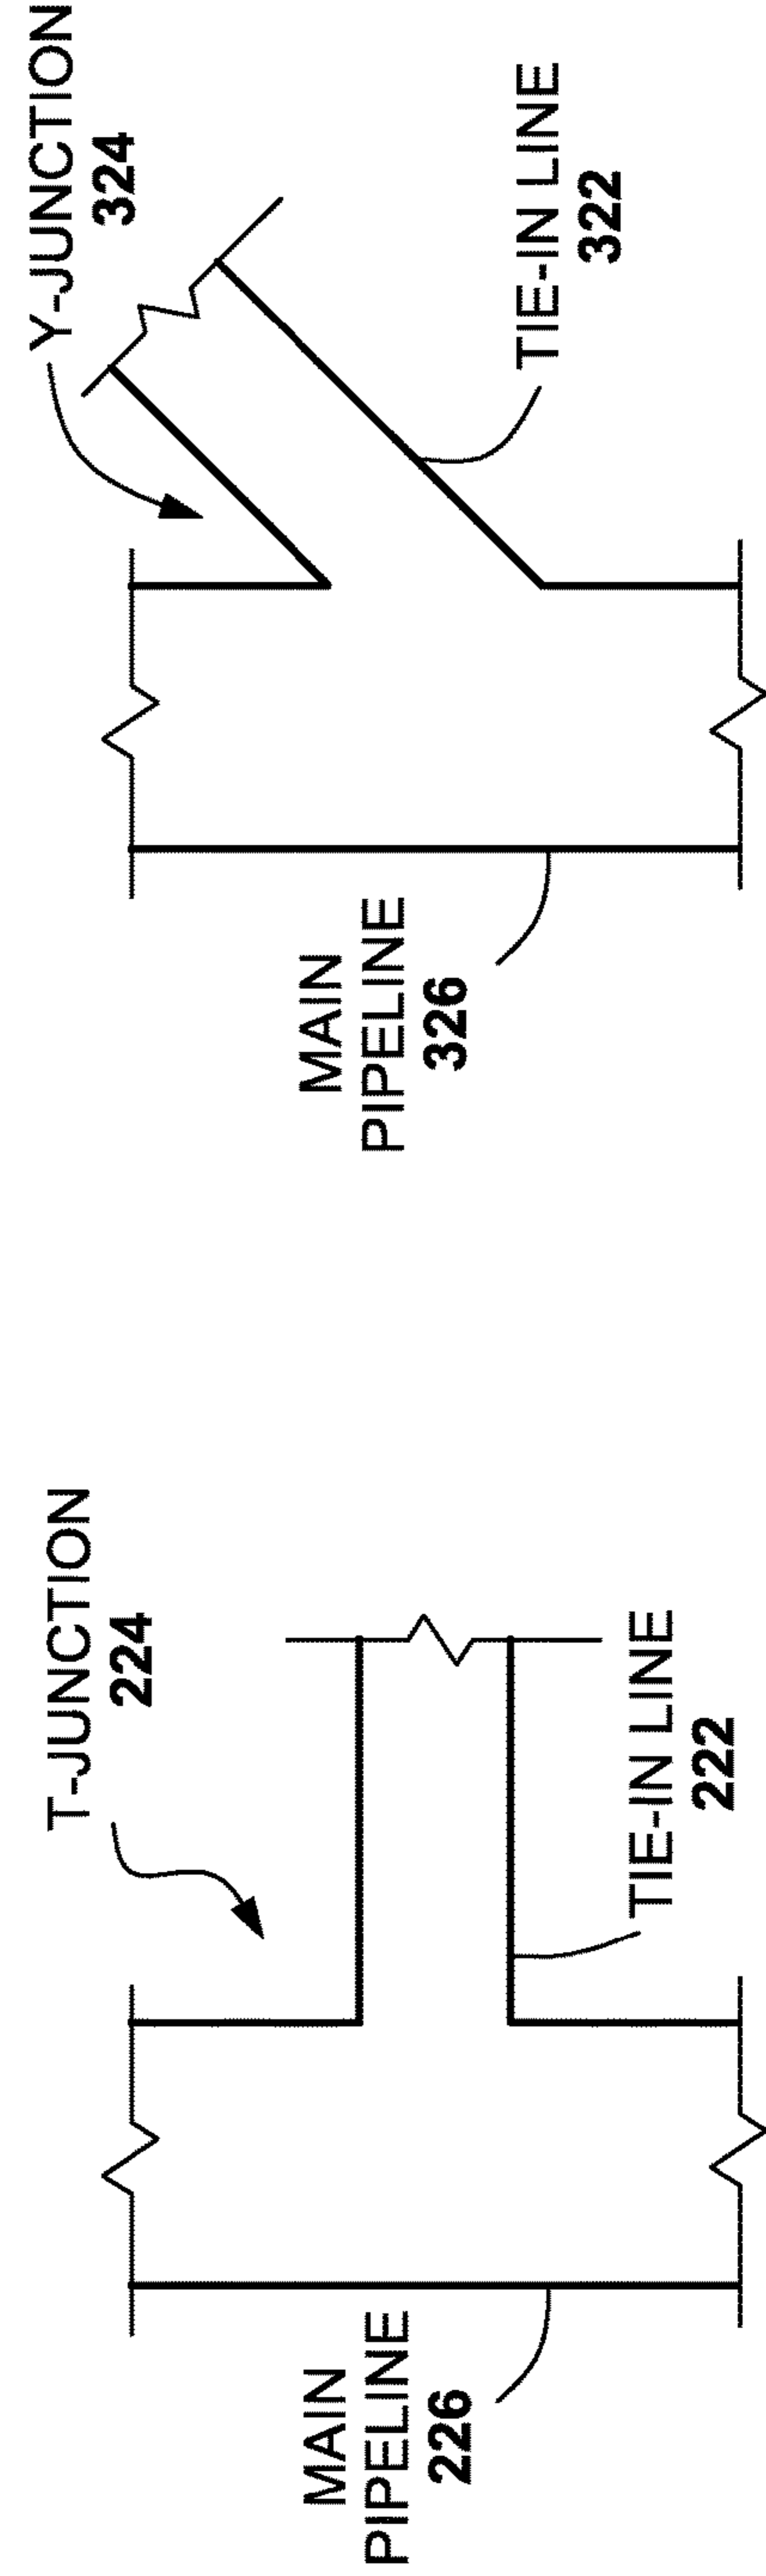 T-JUNCTION
224
MAIN
PIPELINE
226
TIE-IN LINE
222
Y-JUNCTION
324
MAIN
PIPELINE
326
TIE-IN LINE
322